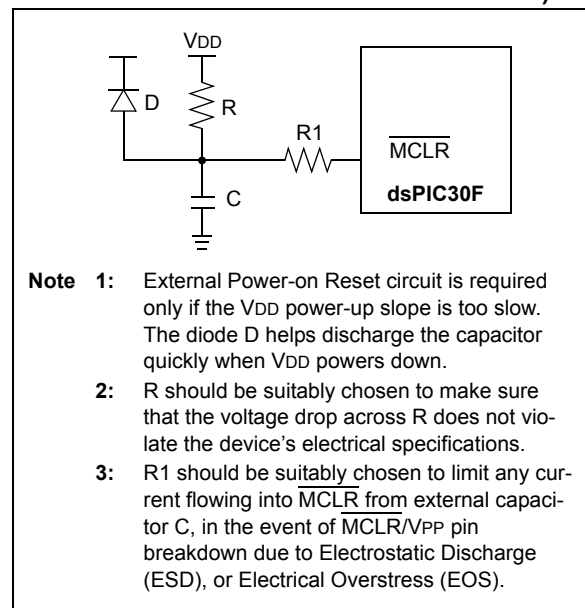 VDD
D
R
R1
MCLR
dsPIC30F
C
Note 1: External Power-on Reset circuit is required
only if the VDD power-up slope is too slow.
The diode D helps discharge the capacitor
quickly when VDD powers down.
2: R should be suitably chosen to make sure
that the voltage drop across R does not vio-
late the device's electrical specifications.
3: R1 should be suitably chosen to limit any cur-
rent flowing into MCLR from external capaci-
tor C, in the event of MCLR/VPP pin
breakdown due to Electrostatic Discharge
(ESD), or Electrical Overstress (EOS).